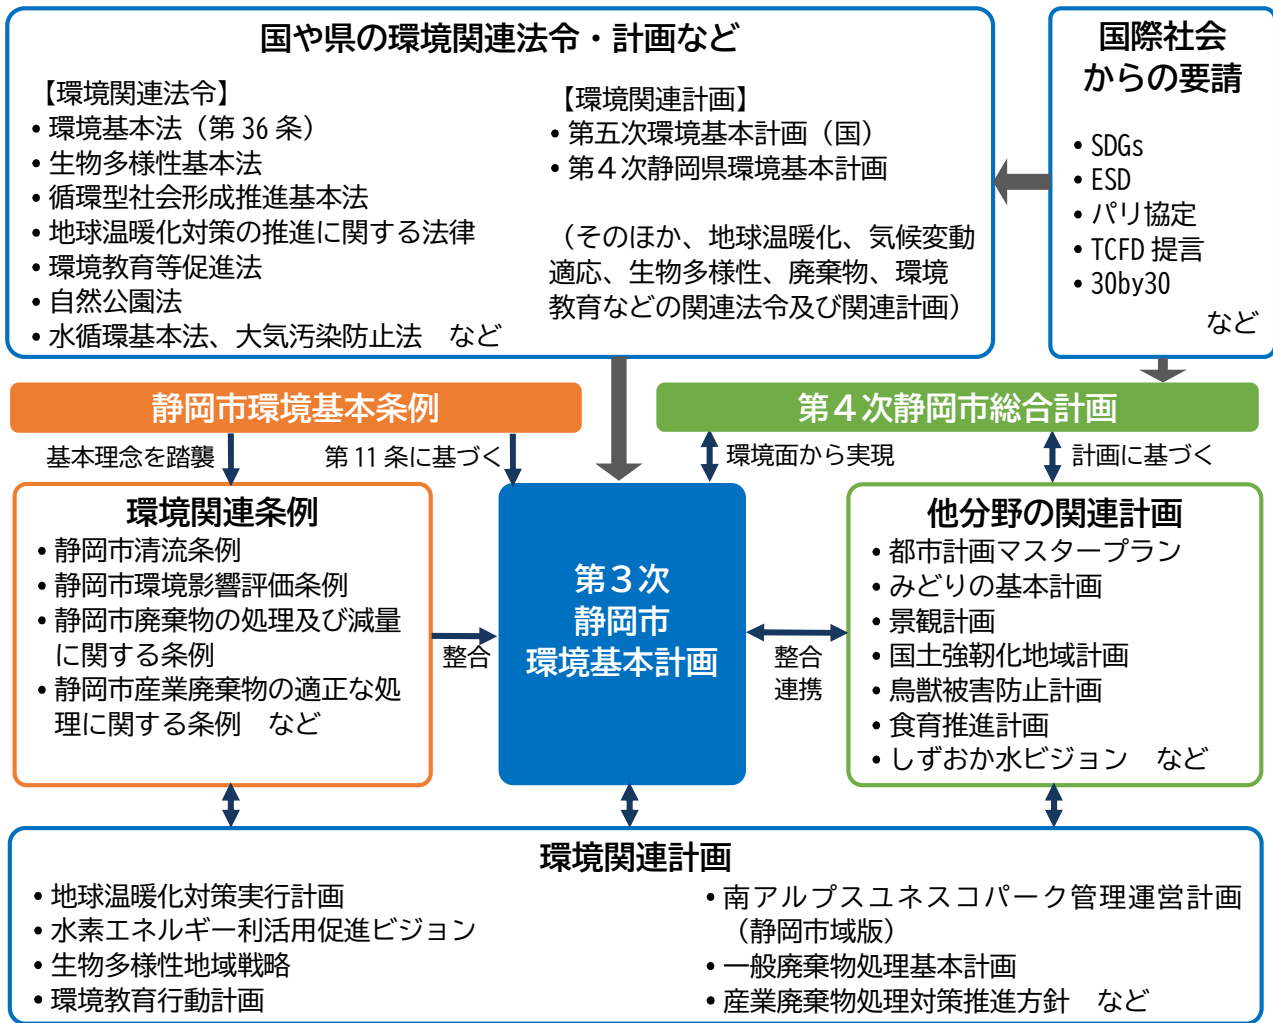 国や県の環境関連法令・計画など
【環境関連法令】
• 環境基本法（第 36 条）
• 生物多様性基本法
• 循環型社会形成推進基本法
• 地球温暖化対策の推進に関する法律
• 環境教育等促進法
• 自然公園法
• 水循環基本法、大気汚染防止法　など
【環境関連計画】
• 第五次環境基本計画（国）
• 第４次静岡県環境基本計画
（そのほか、地球温暖化、気候変動
適応、生物多様性、廃棄物、環境
教育などの関連法令及び関連計画）
国際社会
からの要請
• SDGs
• ESD
• パリ協定
• TCFD 提言
• 30by30
など
静岡市環境基本条例
第４次静岡市総合計画
基本理念を踏襲
第 11 条に基づく
環境面から実現
計画に基づく
環境関連条例
• 静岡市清流条例
• 静岡市環境影響評価条例
• 静岡市廃棄物の処理及び減量
に関する条例
• 静岡市産業廃棄物の適正な処
理に関する条例　など
整合
第３次
静岡市
環境基本計画
整合
連携
他分野の関連計画
• 都市計画マスタープラン
• みどりの基本計画
• 景観計画
• 国土強靭化地域計画
• 鳥獣被害防止計画
• 食育推進計画
• しずおか水ビジョン　など
環境関連計画
• 地球温暖化対策実行計画
• 水素エネルギー利活用促進ビジョン
• 生物多様性地域戦略
• 環境教育行動計画
• 南アルプスユネスコパーク管理運営計画
（静岡市域版）
• 一般廃棄物処理基本計画
• 産業廃棄物処理対策推進方針　など